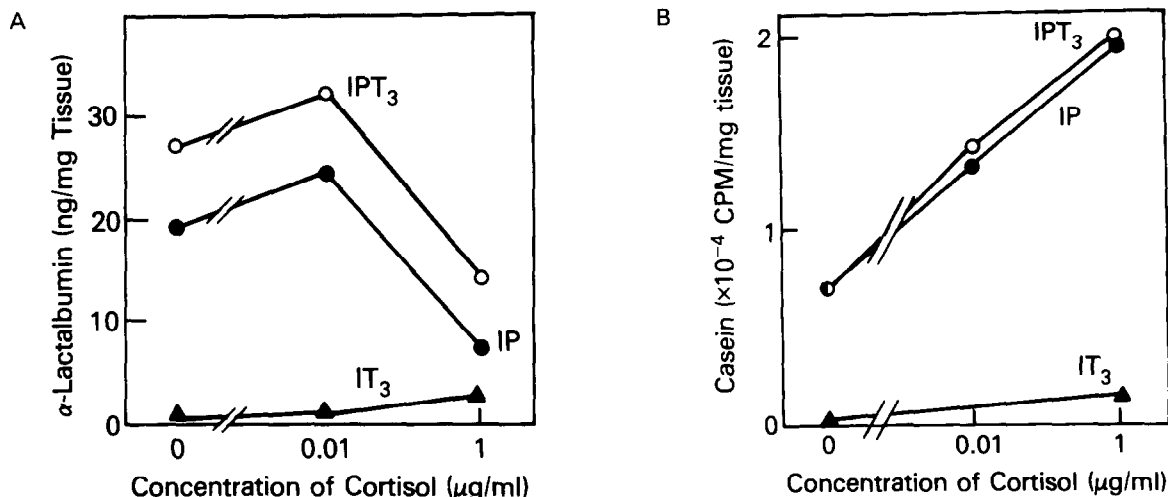 A
α-Lactalbumin (ng/mg Tissue)
30
20
10
0
IPT₃
IP
IT₃
0 0.01 1
Concentration of Cortisol (μg/ml)
B
Casein (×10⁻⁴ CPM/mg tissue)
2
1
0
IPT₃
IP
IT₃
0 0.01 1
Concentration of Cortisol (μg/ml)